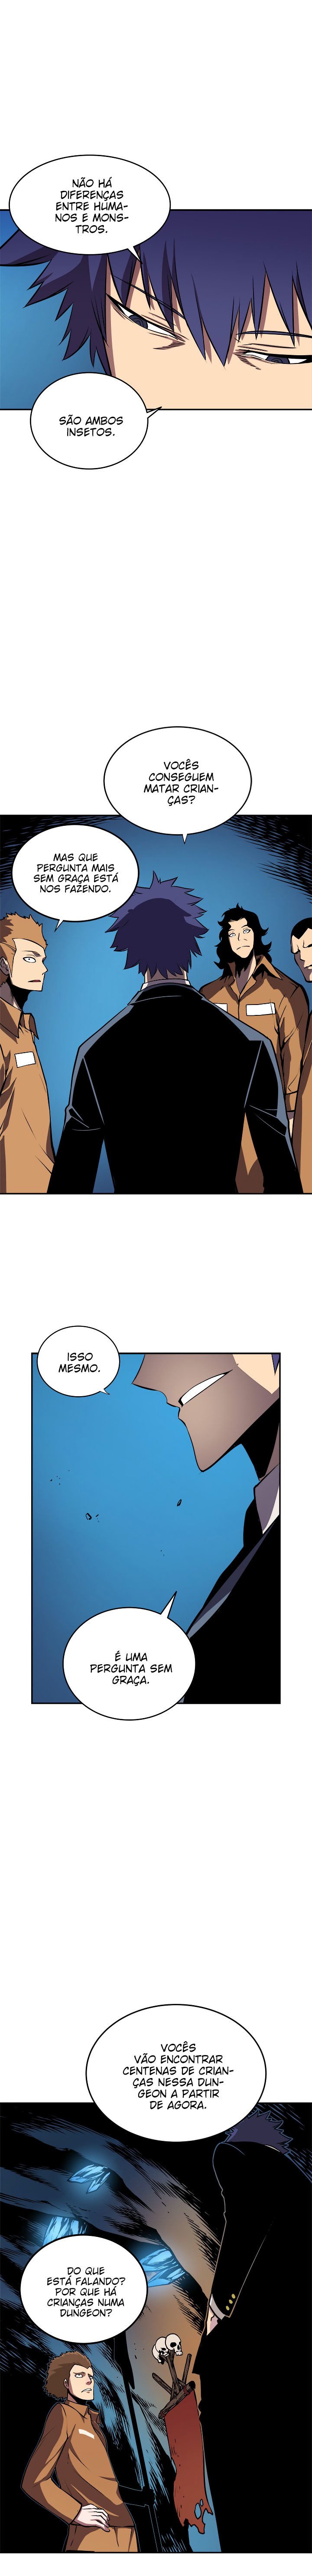 NÃO HÁ
DIFERENÇAS
ENTRE HUMA-
NOS E MONS-
TROS.
SÃO AMBOS
INSETOS.
VOCÊS
CONSEGUEM
MATAR CRIAN-
ÇAS?
MAS QUE
PERGUNTA MAIS
SEM GRAÇA ESTÁ
NOS FAZENDO.
ISSO
MESMO.
É UMA
PERGUNTA SEM
GRAÇA.
VOCÊS
VÃO ENCONTRAR
CENTENAS DE CRIAN-
ÇAS NESSA DUN-
GEON A PARTIR
DE AGORA.
DO QUE
ESTÁ FALANDO?
POR QUE HÁ
CRIANÇAS NUMA
DUNGEON?